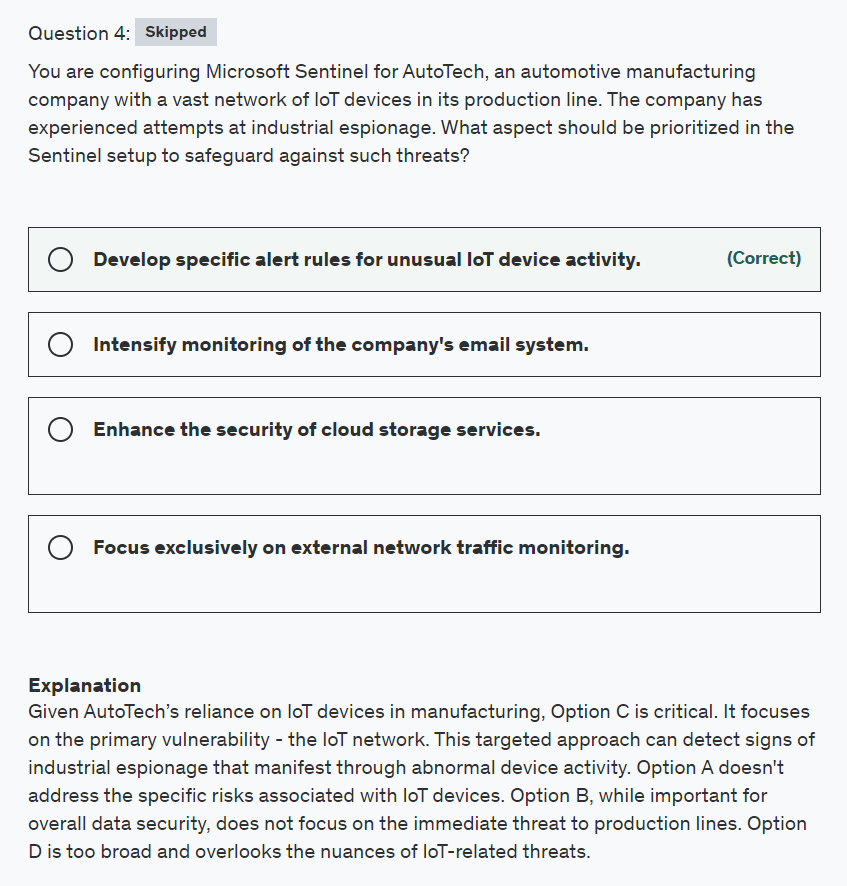 Question 4: Skipped
You are configuring Microsoft Sentinel for AutoTech, an automotive manufacturing
company with a vast network of IoT devices in its production line. The company has
experienced attempts at industrial espionage. What aspect should be prioritized in the
Sentinel setup to safeguard against such threats?
Develop specific alert rules for unusual IoT device activity. (Correct)
Intensify monitoring of the company's email system.
Enhance the security of cloud storage services.
Focus exclusively on external network traffic monitoring.
Explanation
Given AutoTech’s reliance on IoT devices in manufacturing, Option C is critical. It focuses
on the primary vulnerability - the IoT network. This targeted approach can detect signs of
industrial espionage that manifest through abnormal device activity. Option A doesn't
address the specific risks associated with IoT devices. Option B, while important for
overall data security, does not focus on the immediate threat to production lines. Option
D is too broad and overlooks the nuances of IoT-related threats.